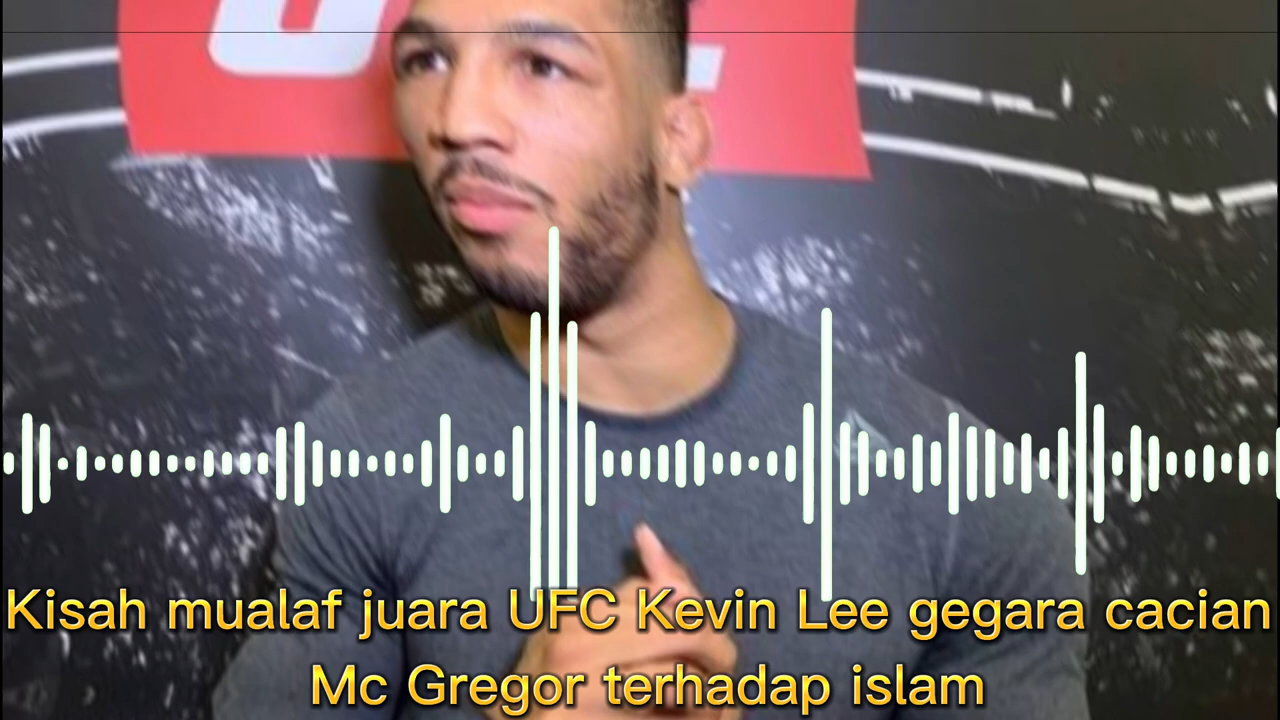 Kisah mualaf juara UFC Kevin Lee gegara cacian
Mc Gregor terhadap islam